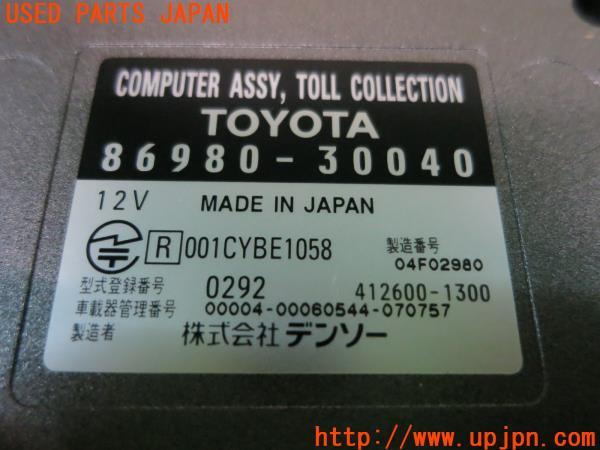 USED PARTS JAPAN
COMPUTER ASSY, TOLL COLLECTION
TOYOTA
86980-30040
12V MADE IN JAPAN
R 001CYBE1058 製造番号
04F02980
型式登録番号 0292 412600-1300
車載器管理番号 00004-00060544-070757
製造者 株式会社 デンソー
http://www.upjpn.com